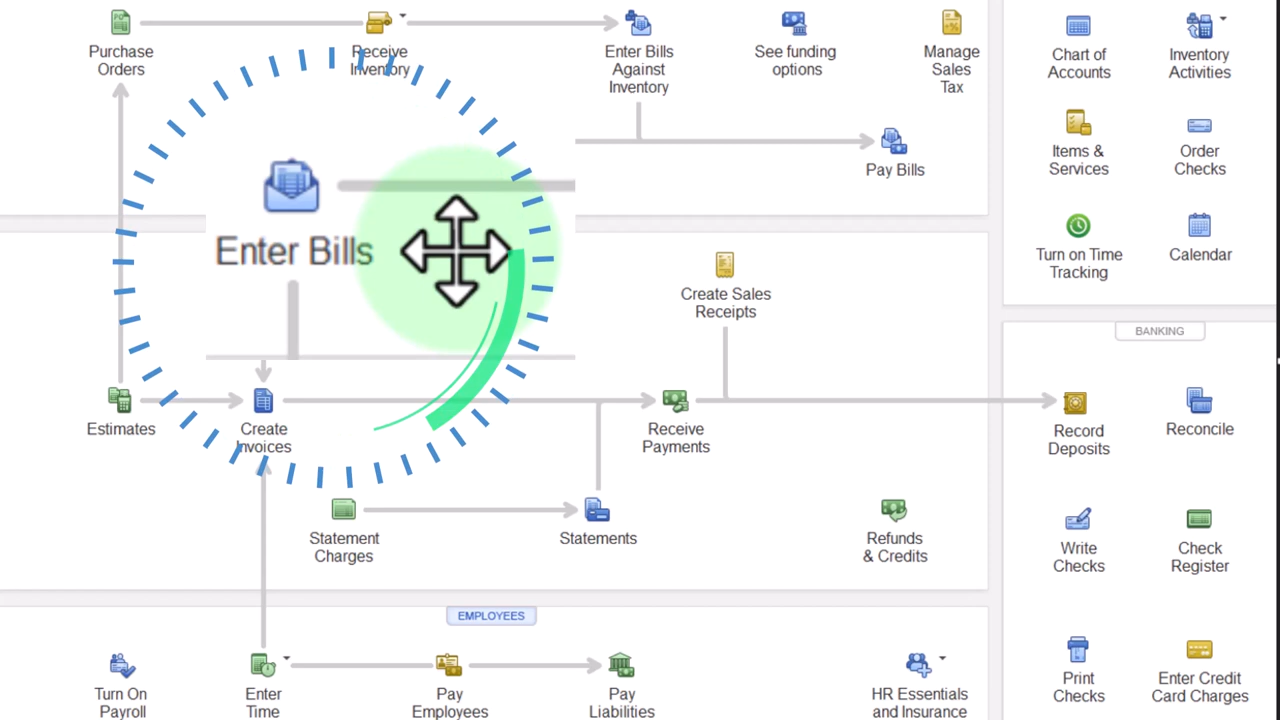 Purchase
Orders
Receive
Inventory
Enter Bills
Against
Inventory
See funding
options
Manage
Sales
Tax
Chart of
Accounts
Inventory
Activities
Enter Bills
Pay Bills
Items &
Services
Order
Checks
Turn on Time
Tracking
Calendar
Create Sales
Receipts
BANKING
Estimates
Create
Invoices
Receive
Payments
Record
Deposits
Reconcile
Statement
Charges
Statements
Refunds
& Credits
Write
Checks
Check
Register
EMPLOYEES
Turn On
Payroll
Enter
Time
Pay
Employees
Pay
Liabilities
HR Essentials
and Insurance
Print
Checks
Enter Credit
Card Charges